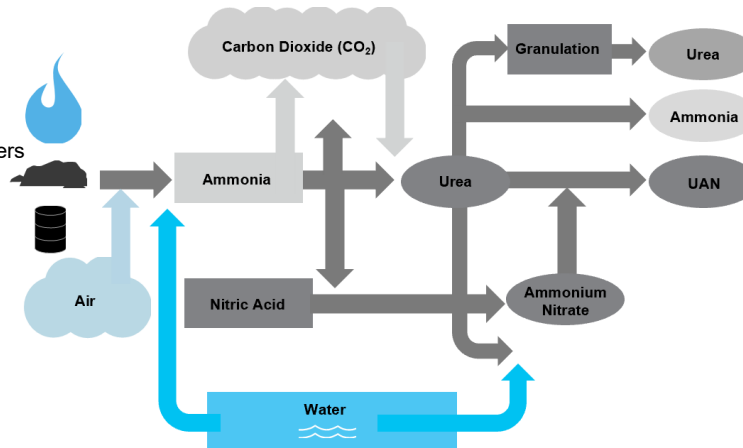 Carbon Dioxide (CO₂)
Granulation
Urea
Ammonia
ers
Ammonia
Urea
UAN
Air
Nitric Acid
Ammonium
Nitrate
Water